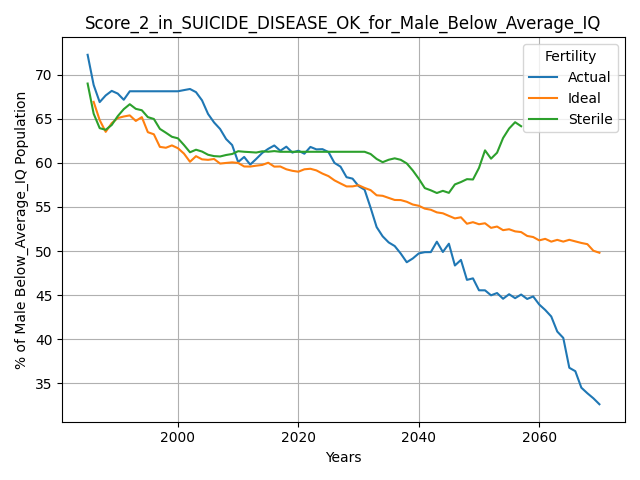 Score_2_in_SUICIDE_DISEASE_OK_for_Male_Below_Average_IQ
Fertility
Actual
Ideal
Sterile
70
65
60
55
50
45
40
35
% of Male Below_Average_IQ Population
2000 2020 2040 2060
Years